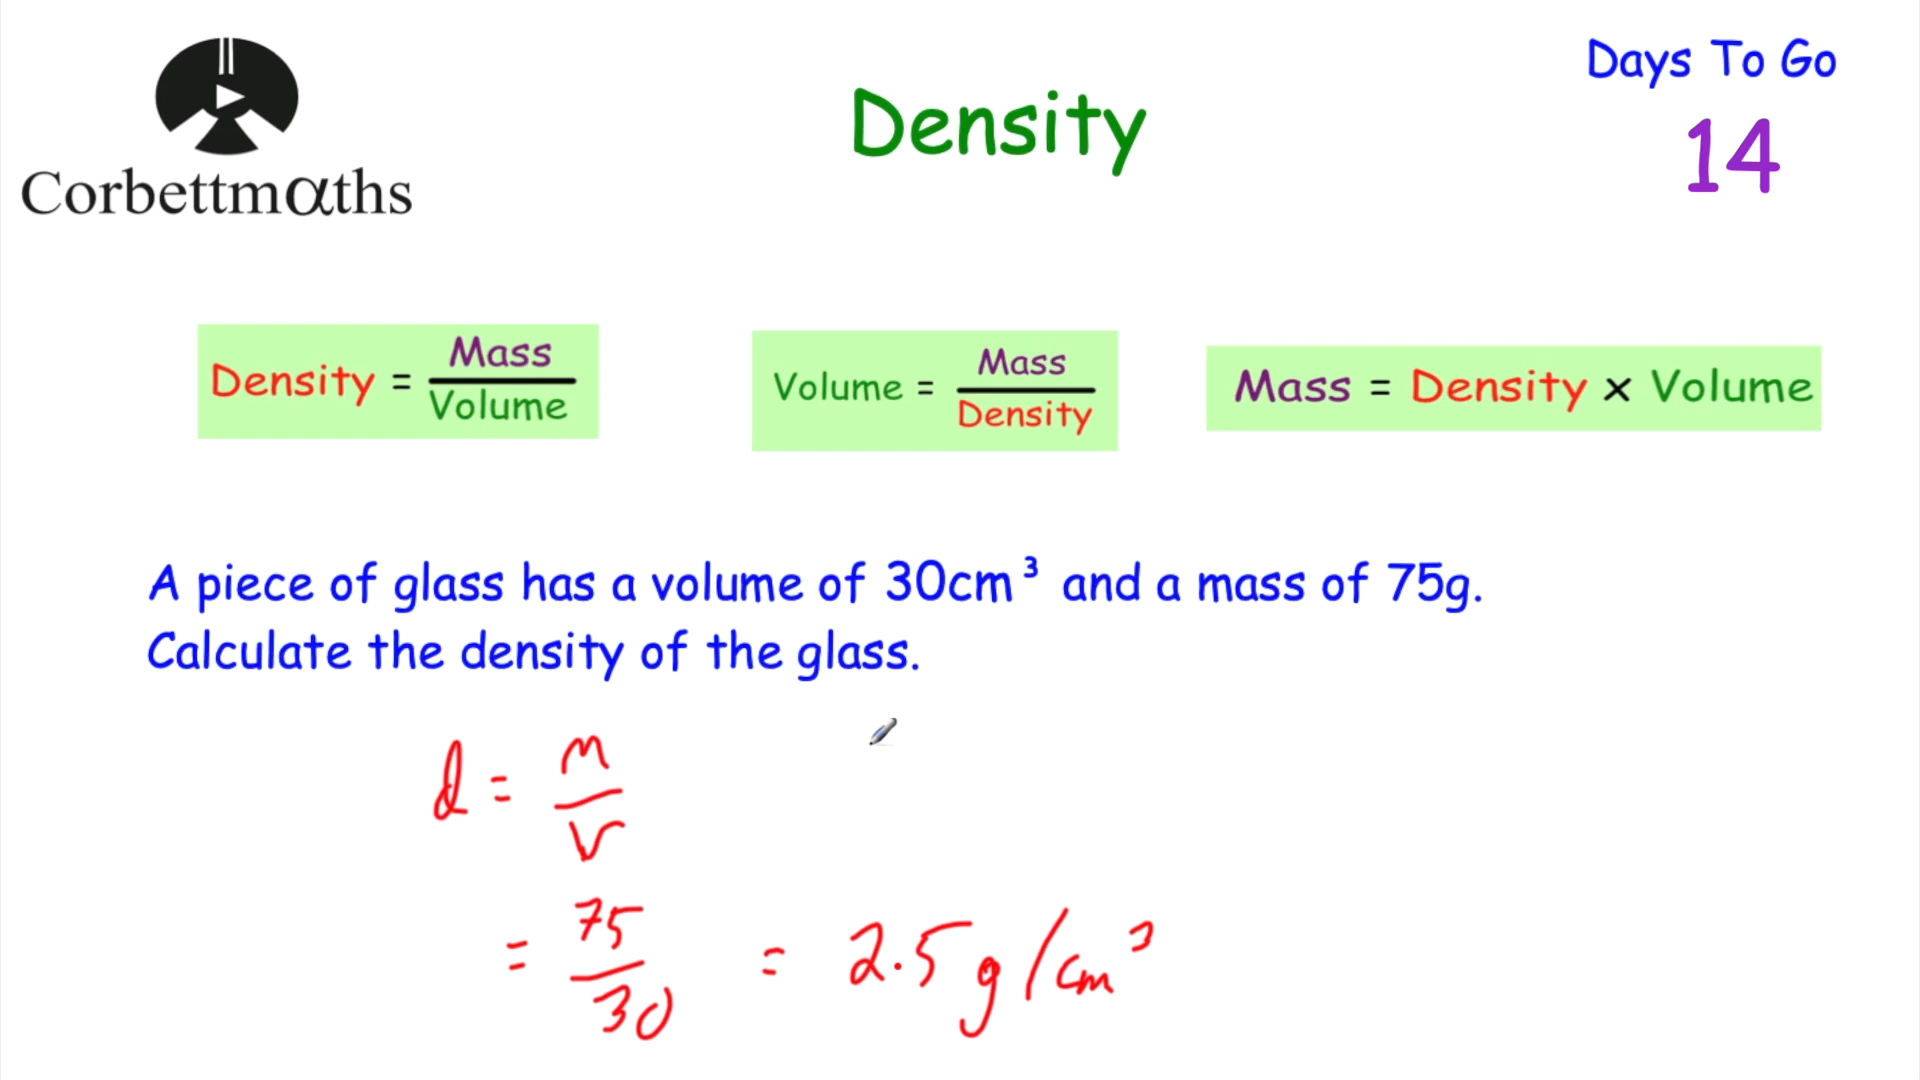 Corbettmαths
Density
Days To Go
14
Density = Mass / Volume
Volume = Mass / Density
Mass = Density × Volume
A piece of glass has a volume of 30cm³ and a mass of 75g.
Calculate the density of the glass.
d = m / v
= 75 / 30 = 2.5 g/cm³